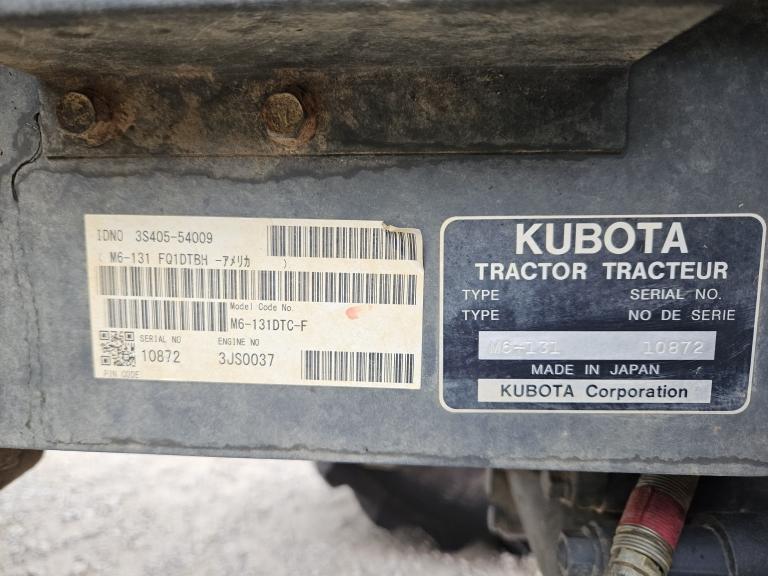 IDNO 3S405-54009
( M6-131 FQ1DTBH -アメリカ )
Model Code No.
M6-131DTC-F
SERIAL NO ENGINE NO
10872 3JS0037
PIN CODE
KUBOTA
TRACTOR TRACTEUR
TYPE SERIAL NO.
TYPE NO DE SERIE
M6-131 10872
MADE IN JAPAN
KUBOTA Corporation